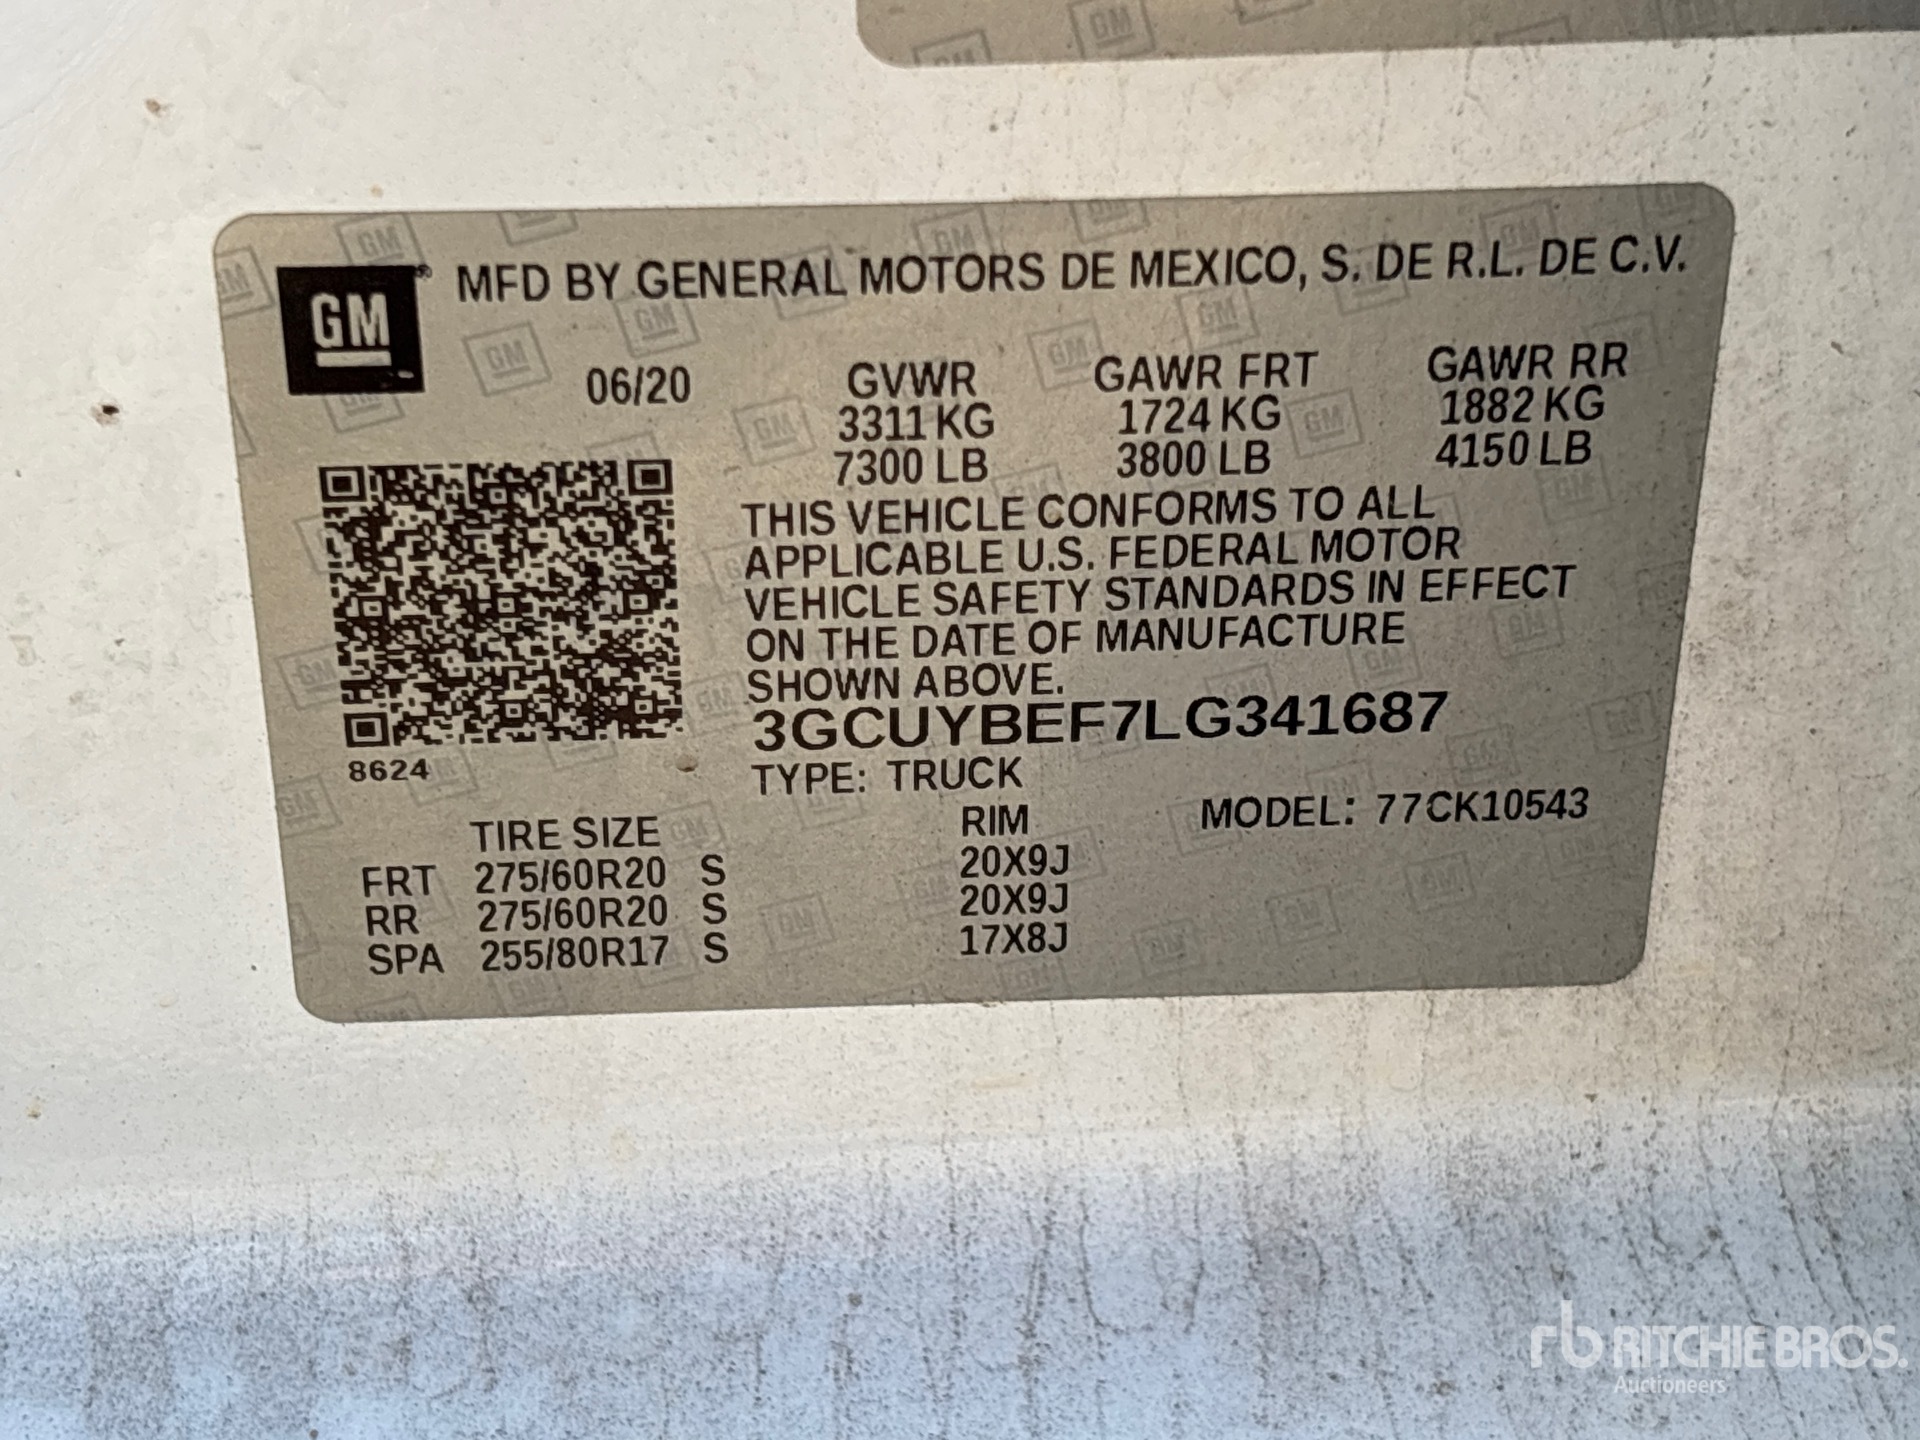 GM® MFD BY GENERAL MOTORS DE MEXICO, S. DE R.L. DE C.V.
06/20 GVWR GAWR FRT GAWR RR
3311 KG 1724 KG 1882 KG
7300 LB 3800 LB 4150 LB
THIS VEHICLE CONFORMS TO ALL
APPLICABLE U.S. FEDERAL MOTOR
VEHICLE SAFETY STANDARDS IN EFFECT
ON THE DATE OF MANUFACTURE
SHOWN ABOVE.
3GCUYBEF7LG341687
8624 TYPE: TRUCK
TIRE SIZE RIM MODEL: 77CK10543
FRT 275/60R20 S 20X9J
RR 275/60R20 S 20X9J
SPA 255/80R17 S 17X8J
rb RITCHIE BROS.
Auctioneers